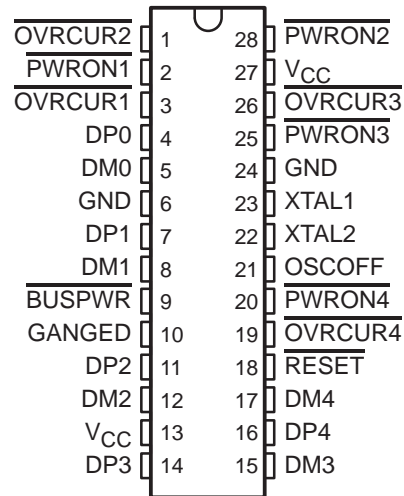 OVRCUR2 1 28 PWRON2
PWRON1 2 27 VCC
OVRCUR1 3 26 OVRCUR3
DP0 4 25 PWRON3
DM0 5 24 GND
GND 6 23 XTAL1
DP1 7 22 XTAL2
DM1 8 21 OSCOFF
BUSPWR 9 20 PWRON4
GANGED 10 19 OVRCUR4
DP2 11 18 RESET
DM2 12 17 DM4
VCC 13 16 DP4
DP3 14 15 DM3